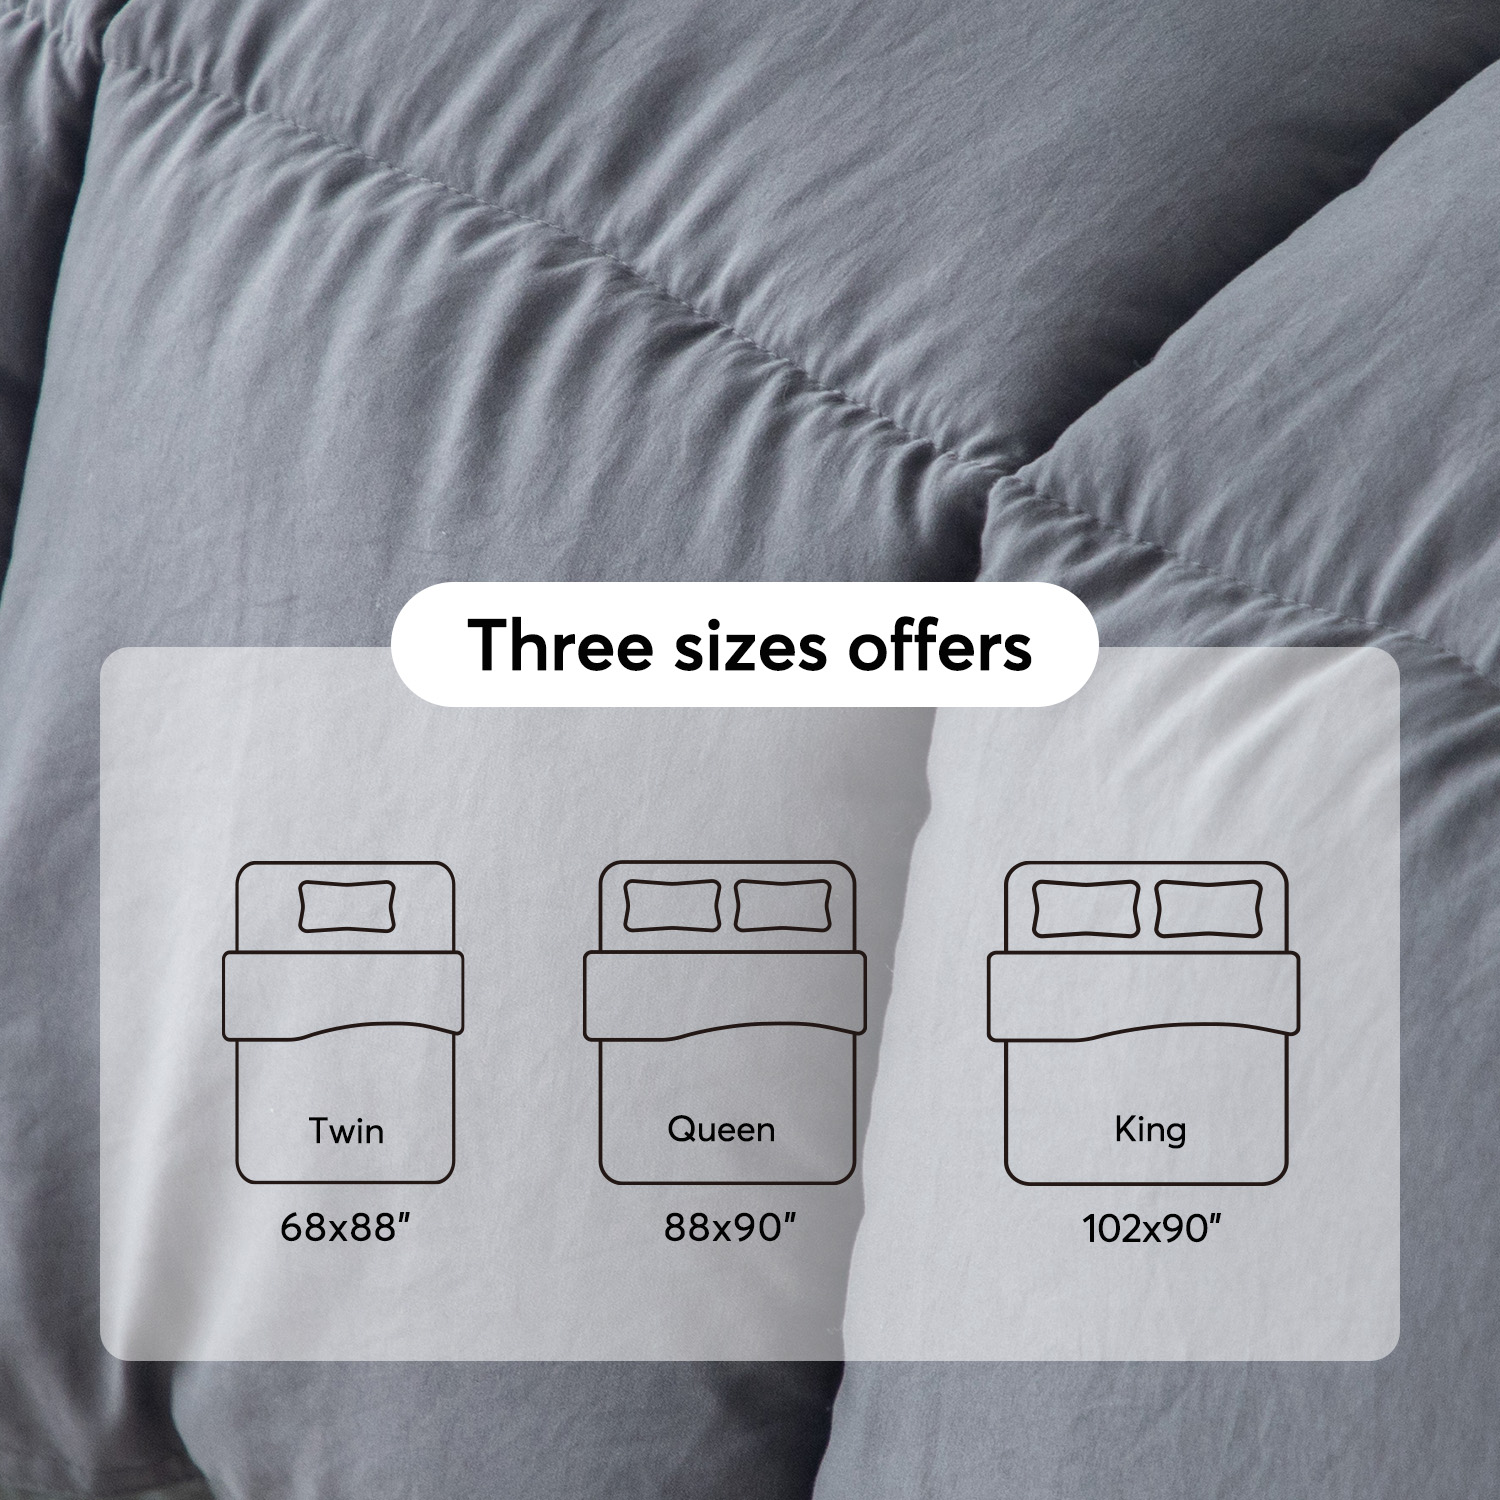 Three sizes offers
Twin
Queen
King
68x88"
88x90"
102x90"